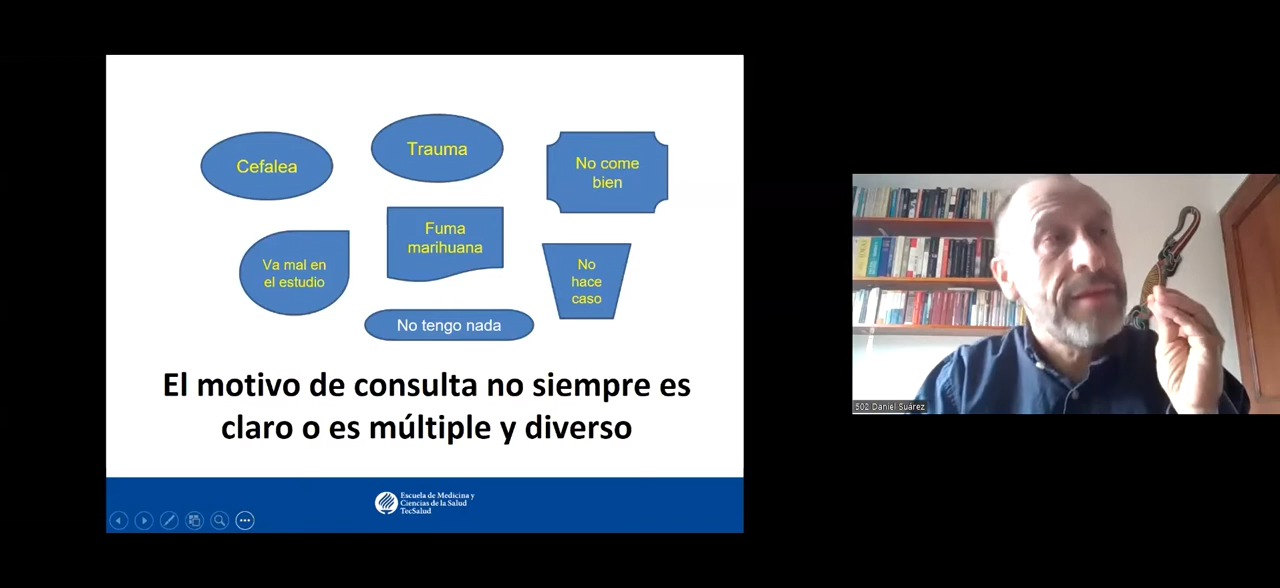 Cefalea
Trauma
No come
bien
Va mal en
el estudio
Fuma
marihuana
No
hace
caso
No tengo nada
El motivo de consulta no siempre es
claro o es múltiple y diverso
Escuela de Medicina y
Ciencias de la Salud
TecSalud
502 Daniel Suárez